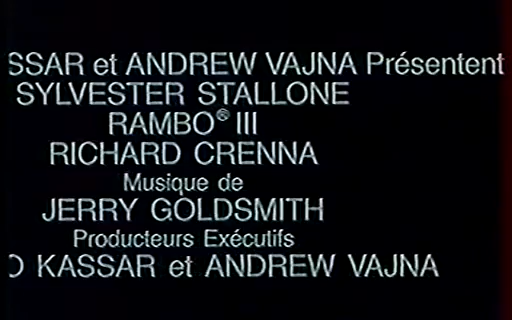 SSAR et ANDREW VAJNA Présentent
SYLVESTER STALLONE
RAMBO® III
RICHARD CRENNA
Musique de
JERRY GOLDSMITH
Producteurs Exécutifs
O KASSAR et ANDREW VAJNA